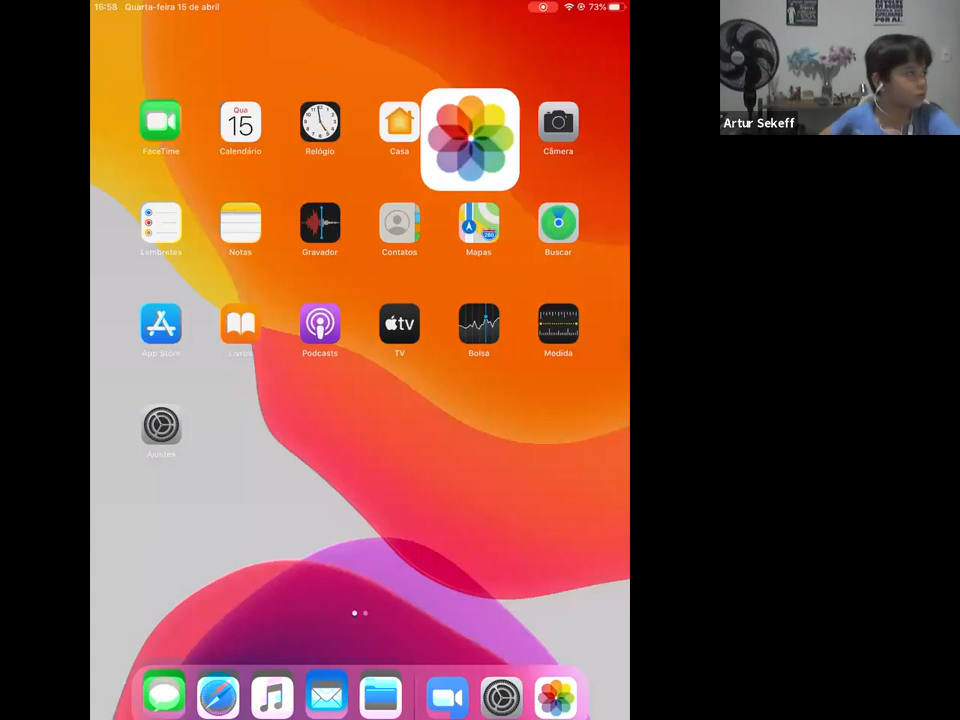 16:58 Quarta-feira 15 de abril
73%
Artur Sekeff
Qua
15
FaceTime Calendário Relógio Casa Câmera
Lembretes Notas Gravador Contatos Mapas Buscar
280
tv
App Store Livros Podcasts TV Bolsa Medida
Ajustes